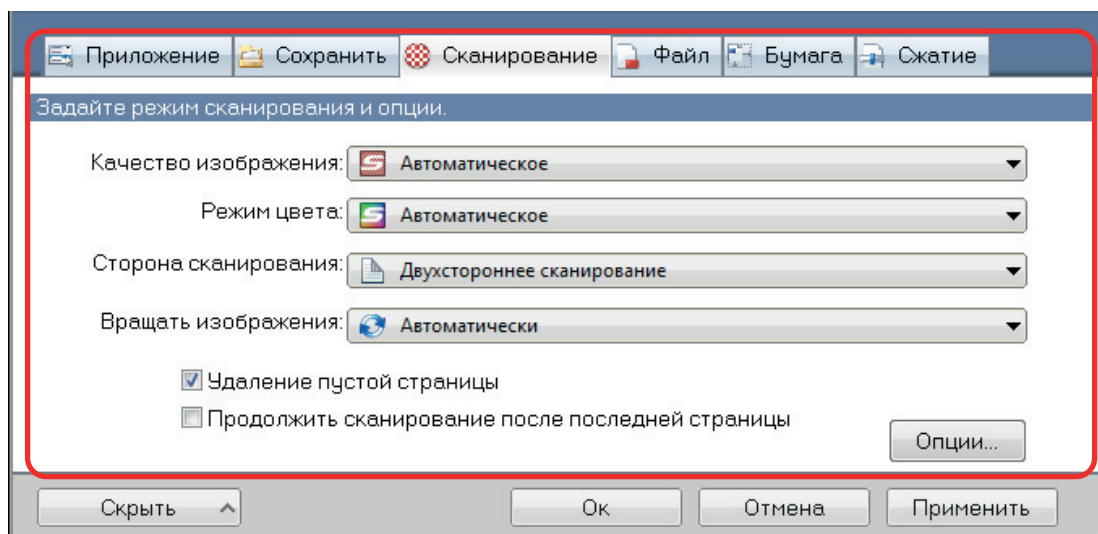 Приложение Сохранить Сканирование Файл Бумага Сжатие
Задайте режим сканирования и опции.
Качество изображения: Автоматическое
Режим цвета: Автоматическое
Сторона сканирования: Двухстороннее сканирование
Вращать изображения: Автоматически
Удаление пустой страницы
Продолжить сканирование после последней страницы
Опции...
Скрыть Ок Отмена Применить